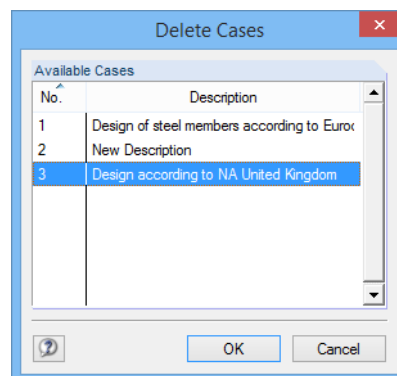 Delete Cases
Available Cases
No. Description
1 Design of steel members according to
2 New Description
3 Design according to NA United Kingdom
OK Cancel